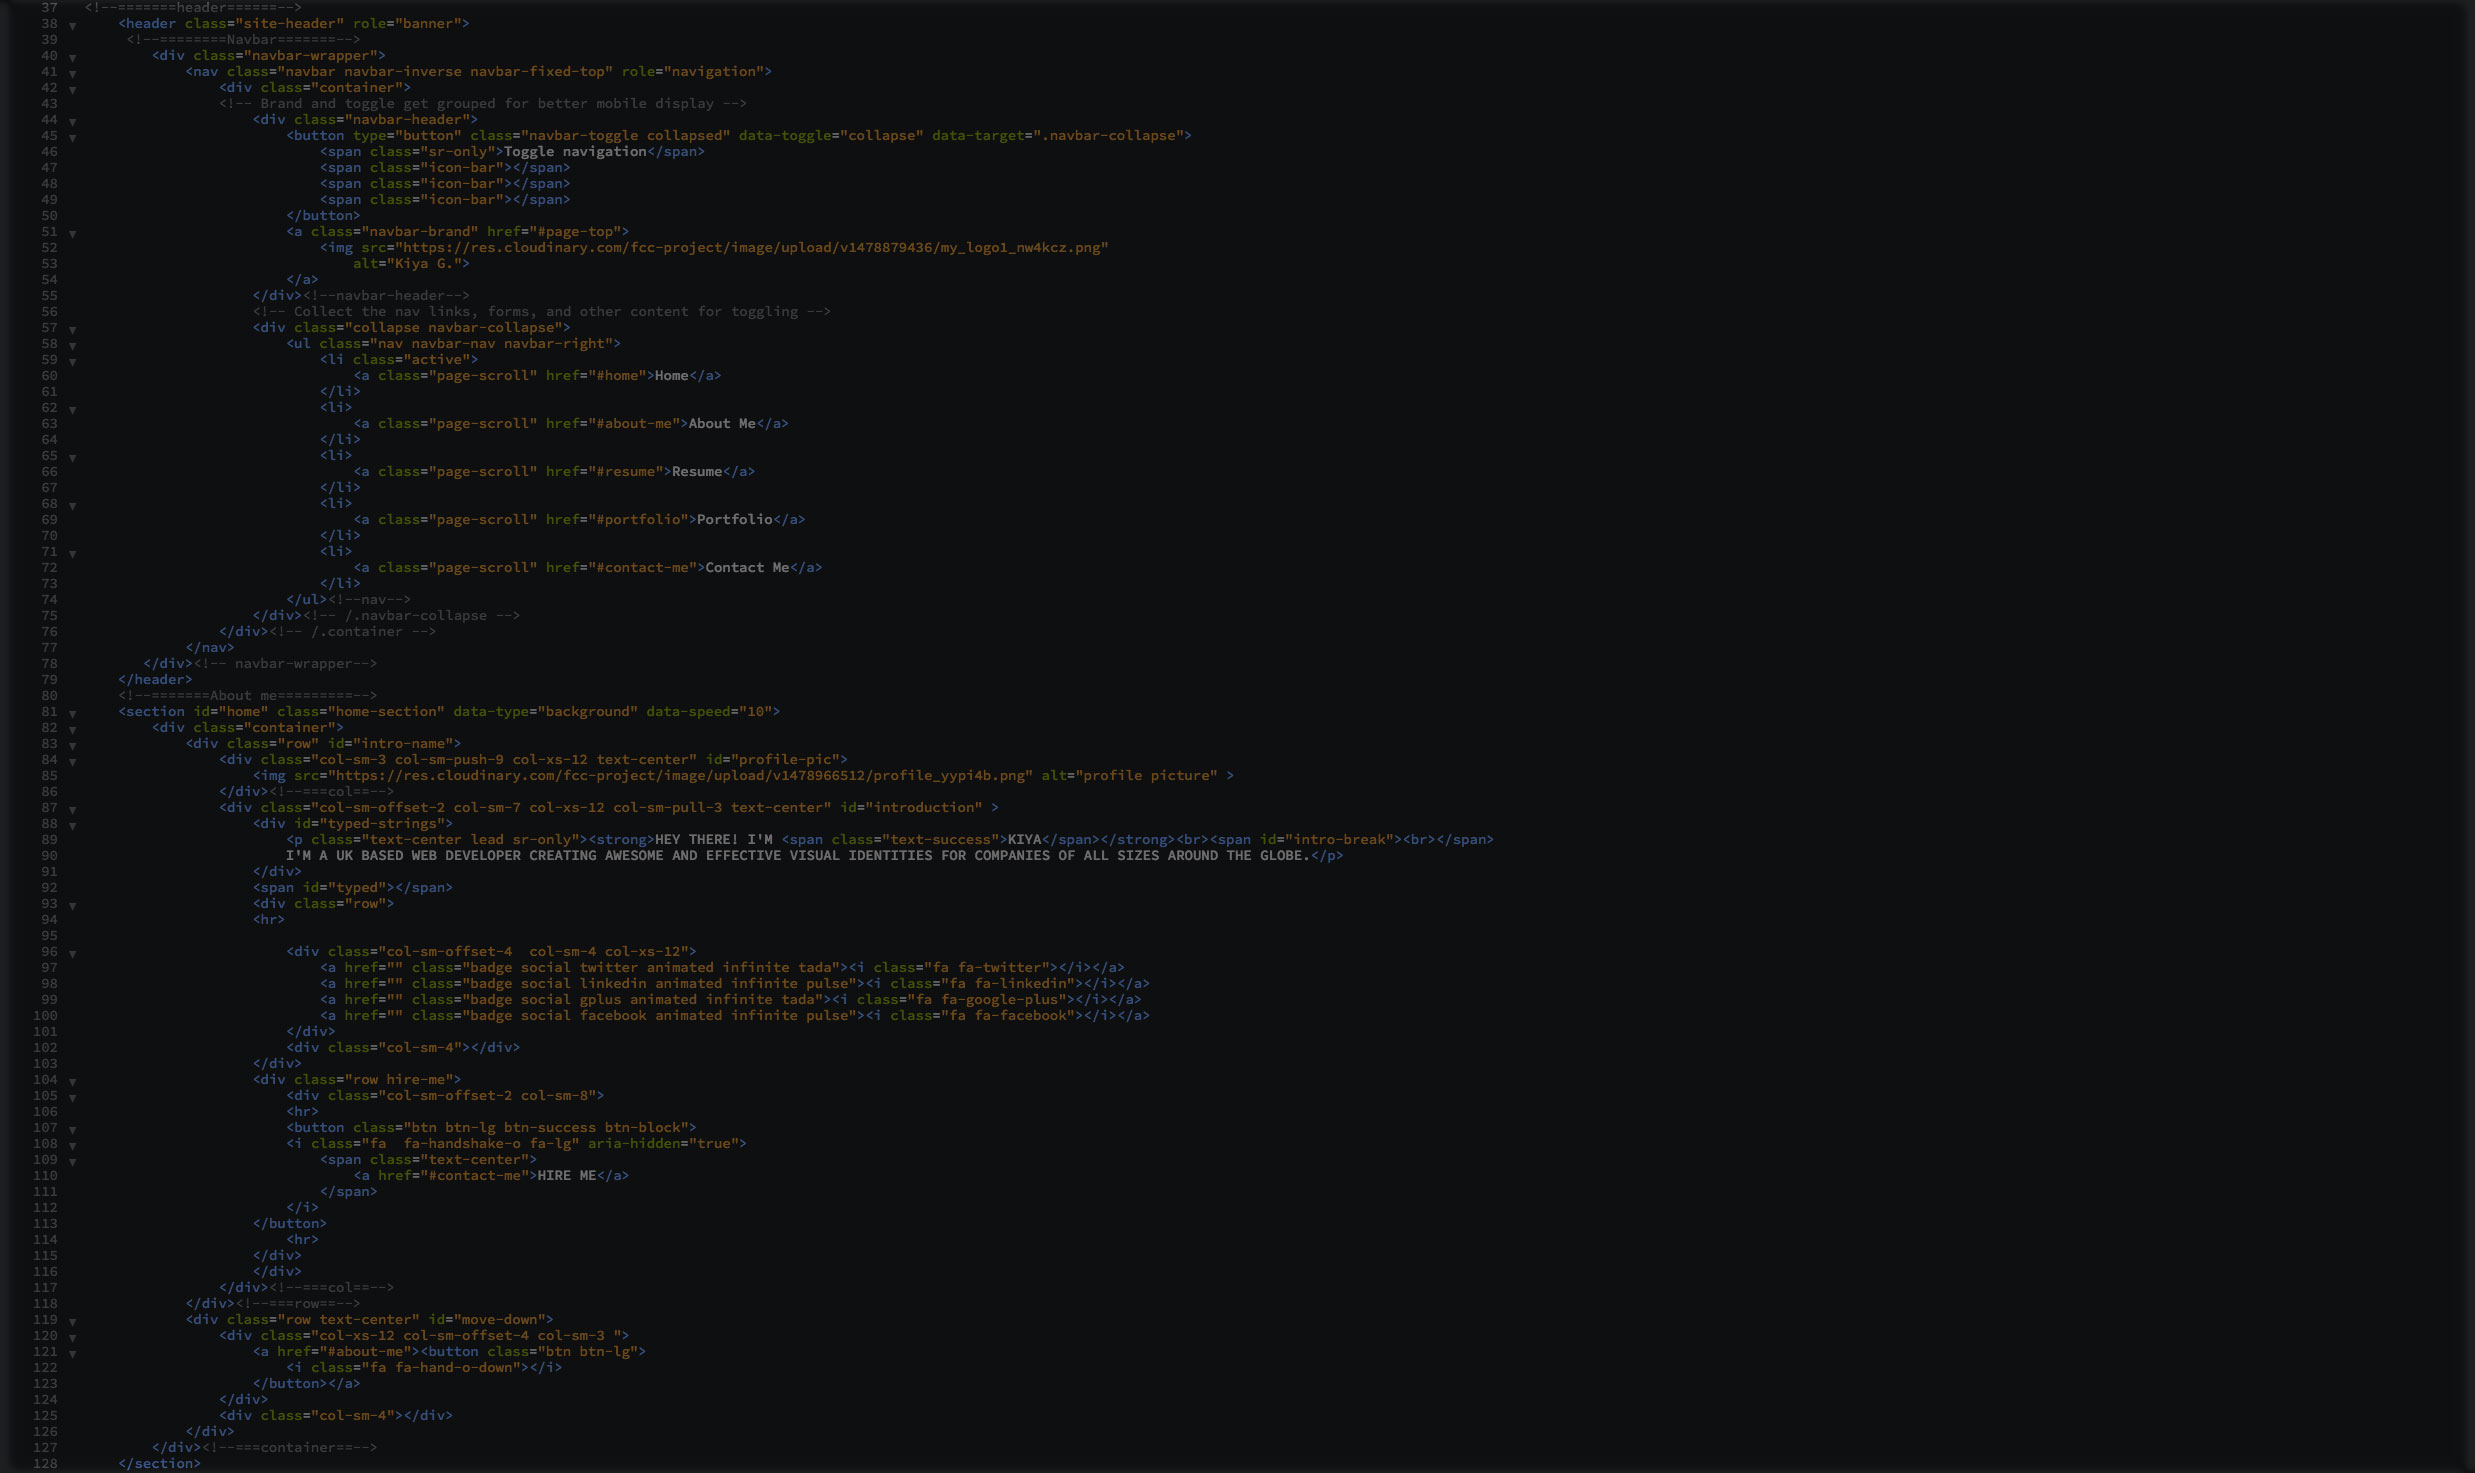 37 <!--=======header======-->
38 <header class="site-header" role="banner">
39 <!--========Navbar=======-->
40 <div class="navbar-wrapper">
41 <nav class="navbar navbar-inverse navbar-fixed-top" role="navigation">
42 <div class="container">
43 <!-- Brand and toggle get grouped for better mobile display -->
44 <div class="navbar-header">
45 <button type="button" class="navbar-toggle collapsed" data-toggle="collapse" data-target=".navbar-collapse">
46 <span class="sr-only">Toggle navigation</span>
47 <span class="icon-bar"></span>
48 <span class="icon-bar"></span>
49 <span class="icon-bar"></span>
50 </button>
51 <a class="navbar-brand" href="#page-top">
52 <img src="https://res.cloudinary.com/fcc-project/image/upload/v1478879436/my_logo1_nw4kcz.png"
53 alt="Kiya G.">
54 </a>
55 </div><!--navbar-header-->
56 <!-- Collect the nav links, forms, and other content for toggling -->
57 <div class="collapse navbar-collapse">
58 <ul class="nav navbar-nav navbar-right">
59 <li class="active">
60 <a class="page-scroll" href="#home">Home</a>
61 </li>
62 <li>
63 <a class="page-scroll" href="#about-me">About Me</a>
64 </li>
65 <li>
66 <a class="page-scroll" href="#resume">Resume</a>
67 </li>
68 <li>
69 <a class="page-scroll" href="#portfolio">Portfolio</a>
70 </li>
71 <li>
72 <a class="page-scroll" href="#contact-me">Contact Me</a>
73 </li>
74 </ul><!--nav-->
75 </div><!-- /.navbar-collapse -->
76 </div><!-- /.container -->
77 </nav>
78 </div><!-- navbar-wrapper-->
79 </header>
80 <!--=======About me=========-->
81 <section id="home" class="home-section" data-type="background" data-speed="10">
82 <div class="container">
83 <div class="row" id="intro-name">
84 <div class="col-sm-3 col-sm-push-9 col-xs-12 text-center" id="profile-pic">
85 <img src="https://res.cloudinary.com/fcc-project/image/upload/v1478966512/profile_yypi4b.png" alt="profile picture" >
86 </div><!--===col==-->
87 <div class="col-sm-offset-2 col-sm-7 col-xs-12 col-sm-pull-3 text-center" id="introduction" >
88 <div id="typed-strings">
89 <p class="text-center lead sr-only"><strong>HEY THERE! I'M <span class="text-success">KIYA</span></strong><br><span id="intro-break"><br></span>
90 I'M A UK BASED WEB DEVELOPER CREATING AWESOME AND EFFECTIVE VISUAL IDENTITIES FOR COMPANIES OF ALL SIZES AROUND THE GLOBE.</p>
91 </div>
92 <span id="typed"></span>
93 <div class="row">
94 <hr>
95
96 <div class="col-sm-offset-4  col-sm-4 col-xs-12">
97 <a href="" class="badge social twitter animated infinite tada"><i class="fa fa-twitter"></i></a>
98 <a href="" class="badge social linkedin animated infinite pulse"><i class="fa fa-linkedin"></i></a>
99 <a href="" class="badge social gplus animated infinite tada"><i class="fa fa-google-plus"></i></a>
100 <a href="" class="badge social facebook animated infinite pulse"><i class="fa fa-facebook"></i></a>
101 </div>
102 <div class="col-sm-4"></div>
103 </div>
104 <div class="row hire-me">
105 <div class="col-sm-offset-2 col-sm-8">
106 <hr>
107 <button class="btn btn-lg btn-success btn-block">
108 <i class="fa  fa-handshake-o fa-lg" aria-hidden="true">
109 <span class="text-center">
110 <a href="#contact-me">HIRE ME</a>
111 </span>
112 </i>
113 </button>
114 <hr>
115 </div>
116 </div>
117 </div><!--===col==-->
118 </div><!--===row==-->
119 <div class="row text-center" id="move-down">
120 <div class="col-xs-12 col-sm-offset-4 col-sm-3 ">
121 <a href="#about-me"><button class="btn btn-lg">
122 <i class="fa fa-hand-o-down"></i>
123 </button></a>
124 </div>
125 <div class="col-sm-4"></div>
126 </div>
127 </div><!--===container==-->
128 </section>